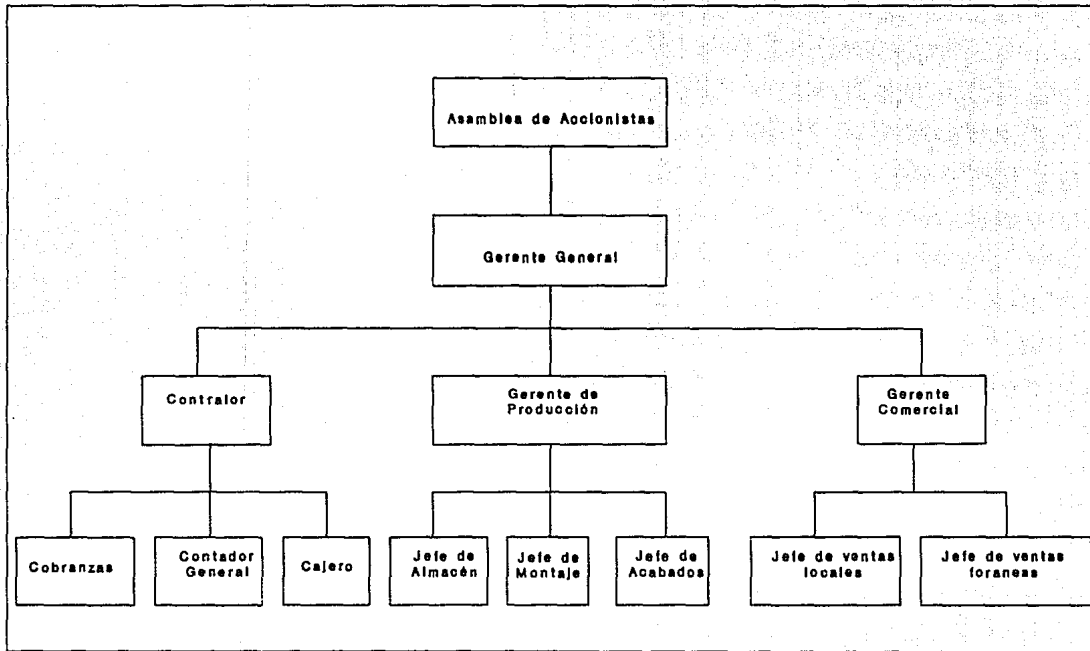 Asamblea de Accionistas
Gerente General
Contralor
Gerente de
Producción
Gerente
Comercial
Cobranzas
Contador
General
Cajero
Jefe de
Almacén
Jefe de
Montaje
Jefe de
Acabados
Jefe de ventas
locales
Jefe de ventas
foraneas